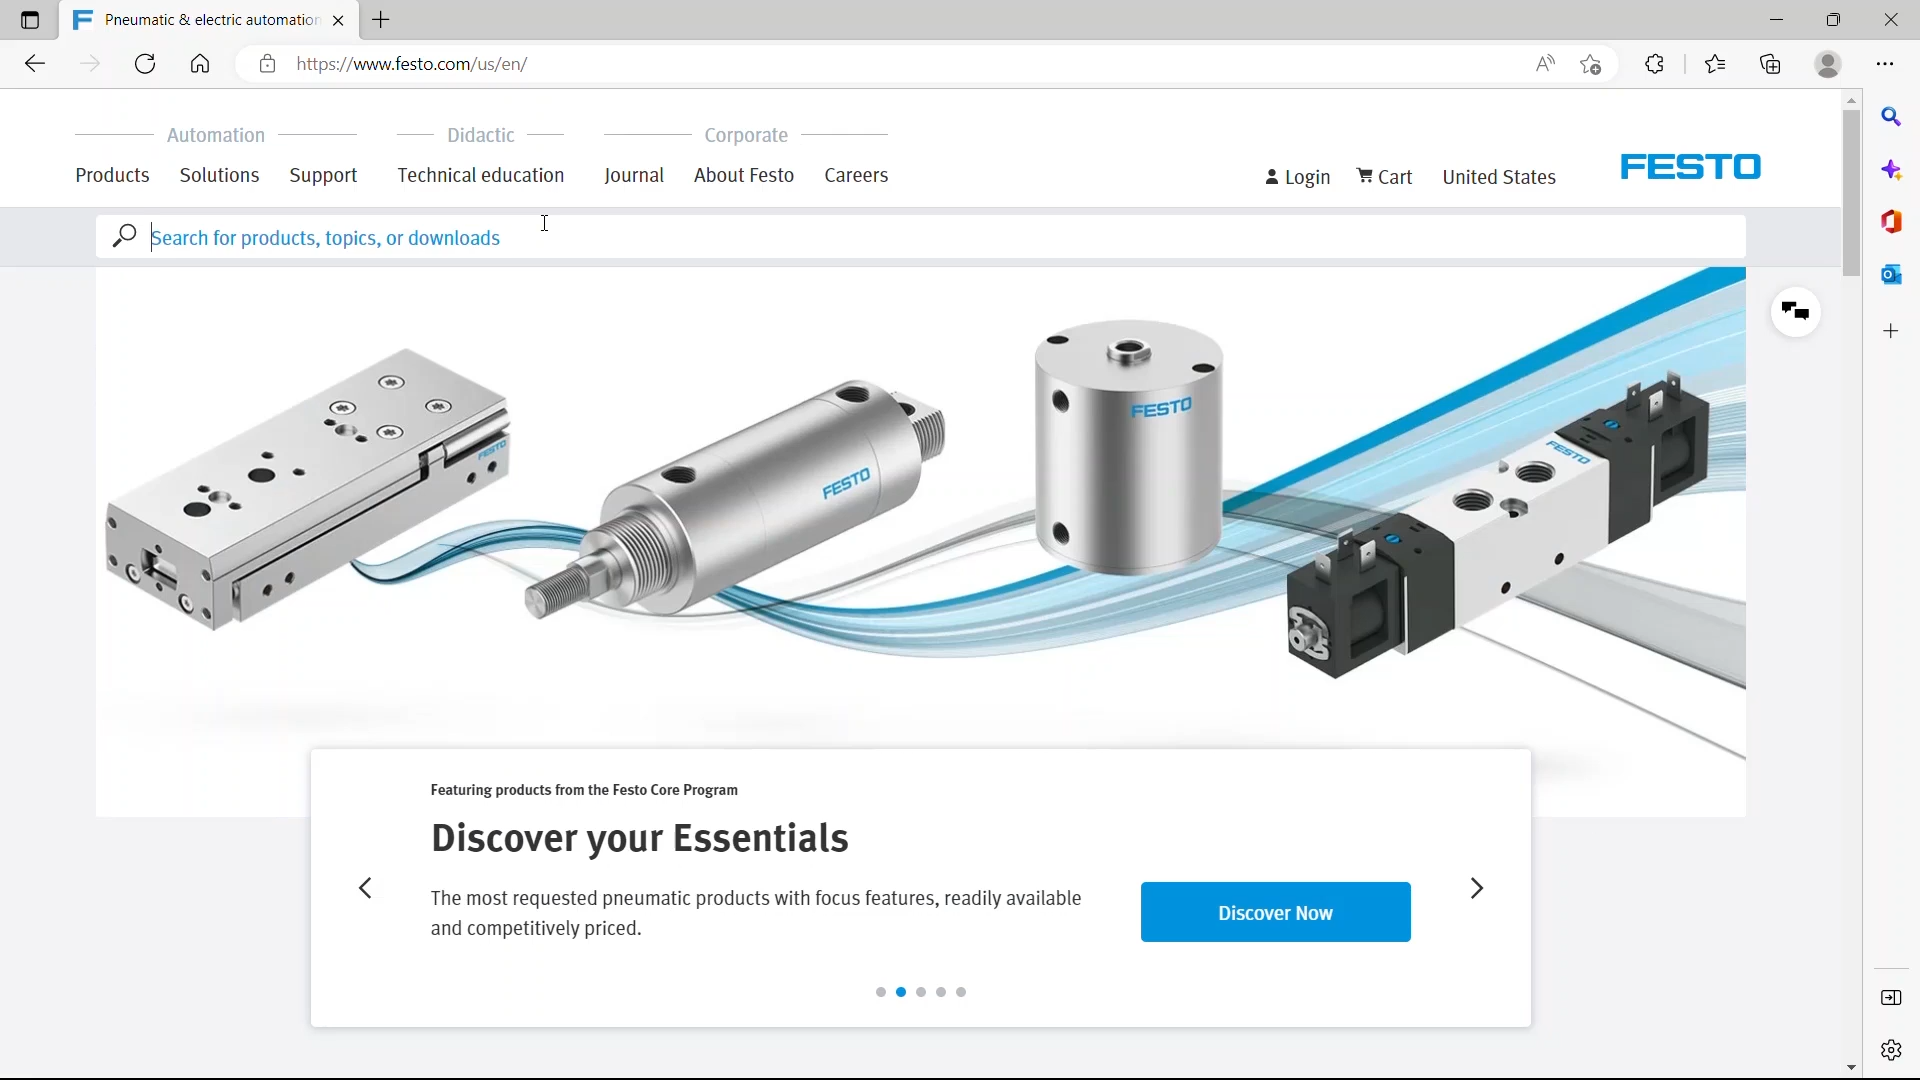 Pneumatic & electric automation
https://www.festo.com/us/en/
Automation
Didactic
Corporate
Products
Solutions
Support
Technical education
Journal
About Festo
Careers
Login
Cart
United States
FESTO
Search for products, topics, or downloads
FESTO
FESTO
FESTO
FESTO
Featuring products from the Festo Core Program
Discover your Essentials
The most requested pneumatic products with focus features, readily available
and competitively priced.
Discover Now